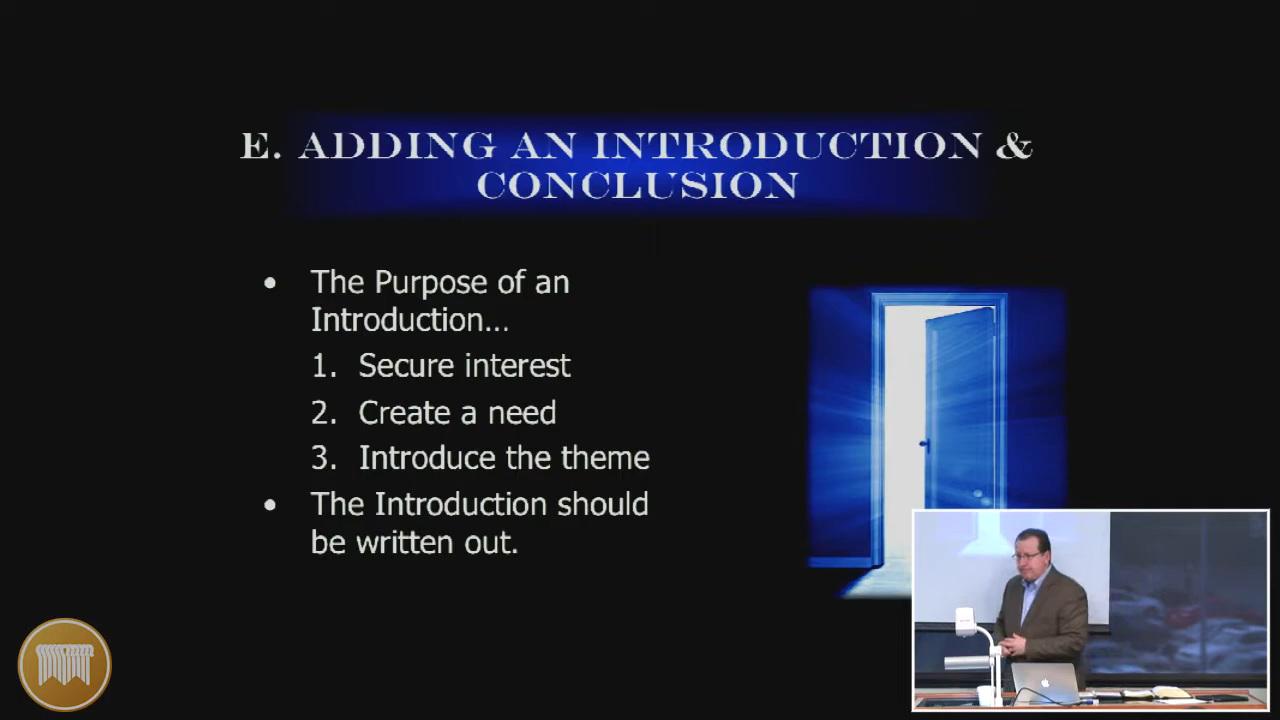 E. ADDING AN INTRODUCTION &
CONCLUSION
• The Purpose of an
Introduction...
1. Secure interest
2. Create a need
3. Introduce the theme
• The Introduction should
be written out.